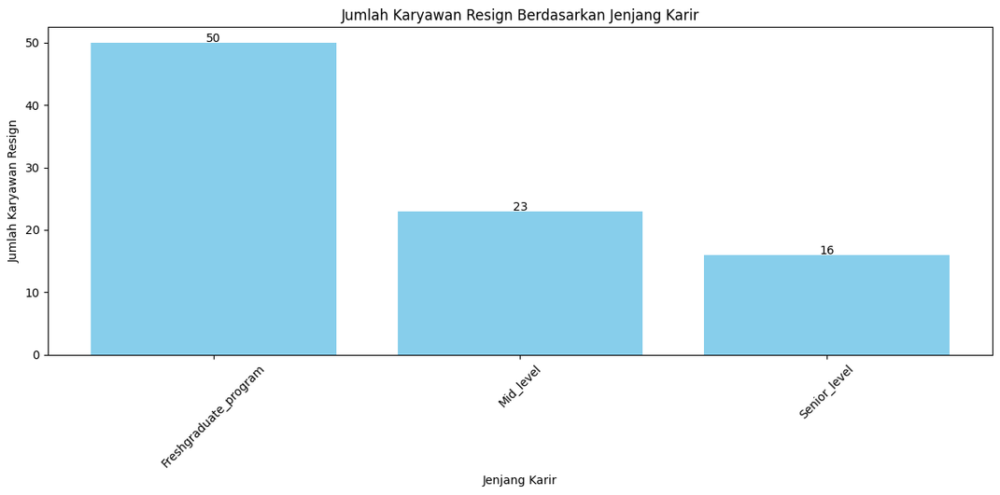 Jumlah Karyawan Resign Berdasarkan Jenjang Karir
Jumlah Karyawan Resign
50
40
30
20
10
0
50
23
16
Freshgraduate_program
Mid_level
Senior_level
Jenjang Karir